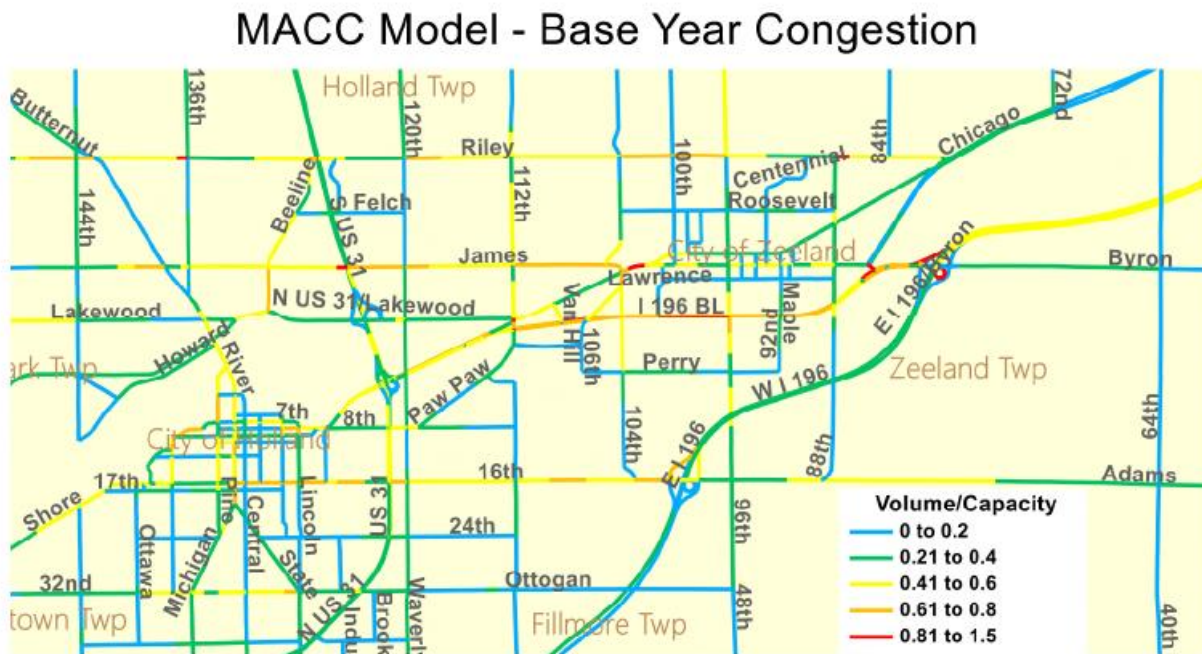 MACC Model - Base Year Congestion
Holland Twp
Butternut
136th
120th
72nd
Riley
Chicago
84th
100th
Centennial
144th
Beeline
S US 31
Felch
112th
Roosevelt
City of Zeeland
James
Lawrence
E I 196/Byron
Byron
N US 31/Lakewood
Lakewood
Van Hill
I 196 BL
Maple
92nd
106th
Howard
River
ark Twp
Perry
Zeeland Twp
Paw Paw
W I 196
7th
8th
City of Holland
104th
88th
64th
E I 196
16th
17th
Adams
Shore
Pine
Central
Lincoln
US 31
96th
Volume/Capacity
0 to 0.2
0.21 to 0.4
0.41 to 0.6
0.61 to 0.8
0.81 to 1.5
24th
Ottawa
Michigan
State
32nd
Ottogan
N US 31
Indu
Brook
Waverly
48th
40th
town Twp
Fillmore Twp